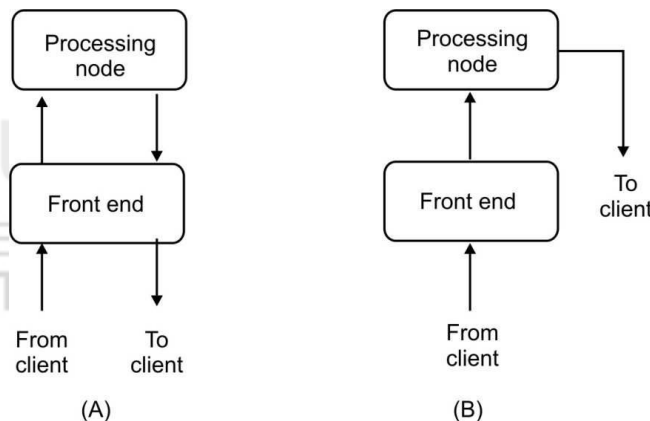 Processing
node
Front end
From
client
To
client
(A)
Processing
node
Front end
To
client
From
client
(B)